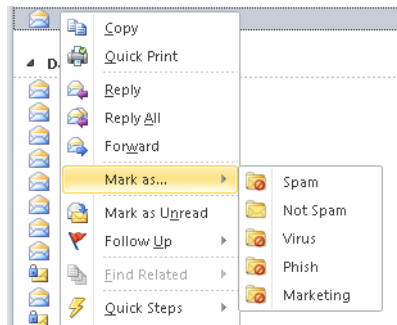 Copy
D.
Quick Print
Reply
Reply All
Forward
Mark as...
Spam
Mark as Unread
Not Spam
Follow Up
Virus
Find Related
Phish
Quick Steps
Marketing